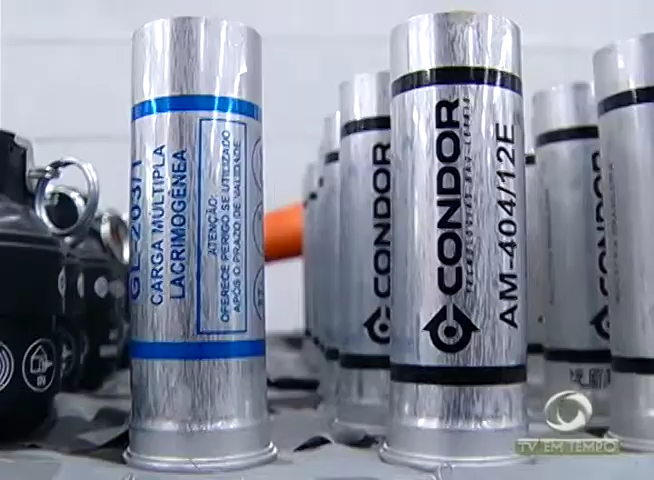 GL-203/T
CARGA MÚLTIPLA
LACRIMOGÊNEA
ATENÇÃO:
OFERECE PERIGO SE UTILIZADO
APÓS O PRAZO DE VALIDADE
CONDOR
CONDOR
AM-404/12E
CONDOR
TV EM TEMPO